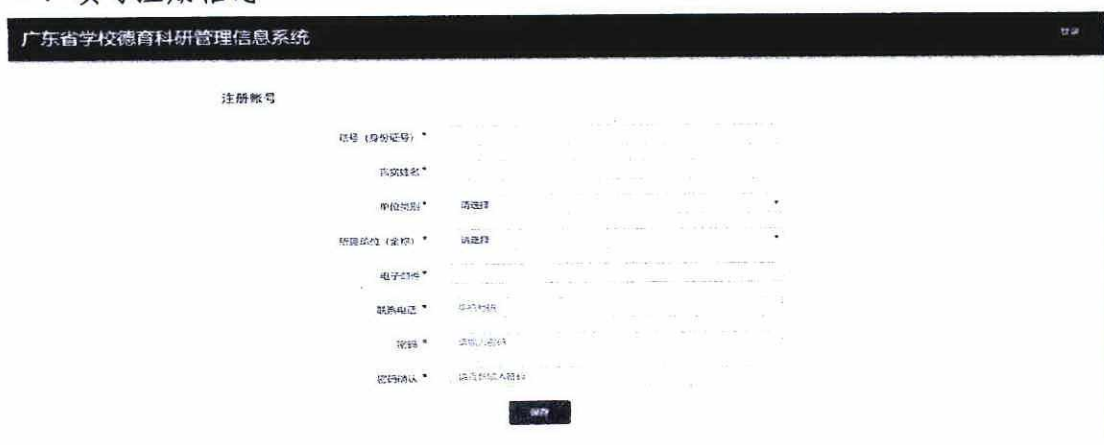 广东省学校德育科研管理信息系统
登录
注册帐号
账号（身份证号）*
真实姓名*
单位类别* 请选择
所属单位（全称）* 请选择
电子邮件*
联系电话*
密码*
密码确认*
保存